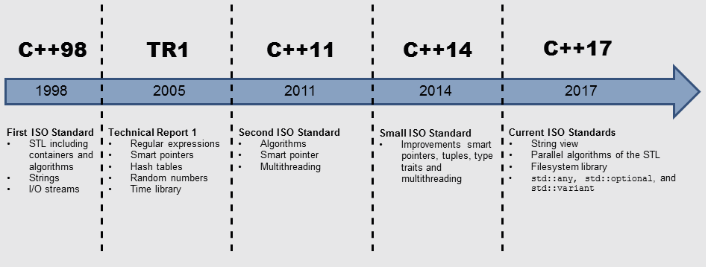 C++98
TR1
C++11
C++14
C++17
1998
2005
2011
2014
2017
First ISO Standard
• STL including
containers and
algorithms
• Strings
• I/O streams
Technical Report 1
• Regular expressions
• Smart pointers
• Hash tables
• Random numbers
• Time library
Second ISO Standard
• Algorithms
• Smart pointer
• Multithreading
Small ISO Standard
• Improvements smart
pointers, tuples, type
traits and
multithreading
Current ISO Standards
• String view
• Parallel algorithms of the STL
• Filesystem library
• std::any, std::optional, and
std::variant